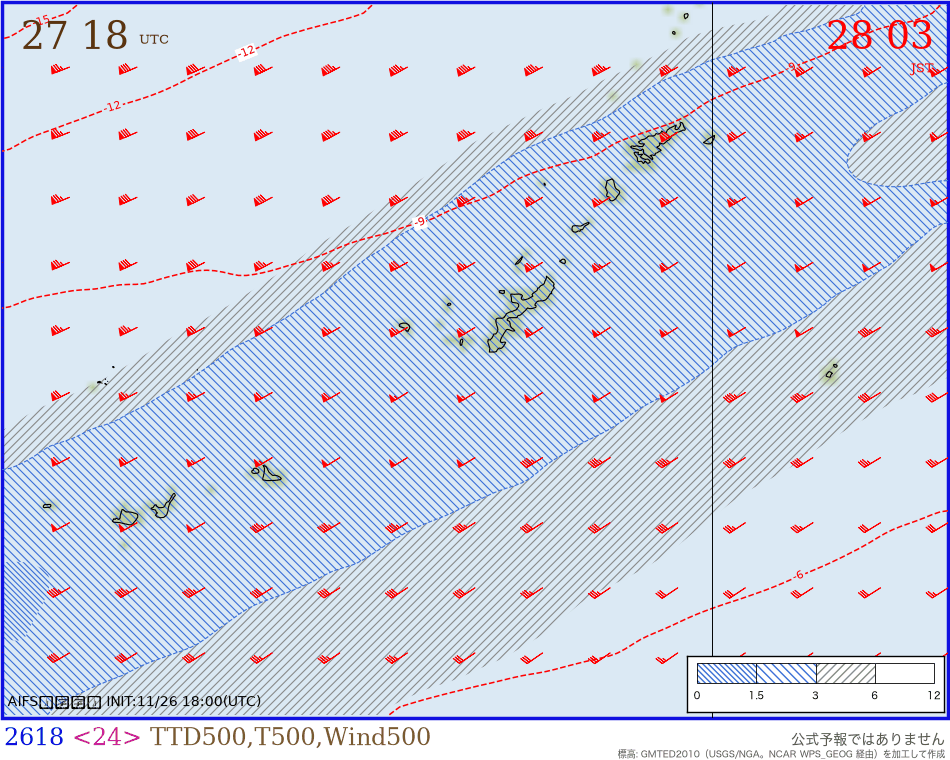 27 18 UTC
28 03
JST
-15
-12
-12
-9
-9
-6
AIFS□□□□ INIT:11/26 18:00(UTC)
0 1.5 3 6 12
2618 <24> TTD500,T500,Wind500
公式予報ではありません
標高: GMTED2010（USGS/NGA。NCAR WPS_GEOG 経由）を加工して作成